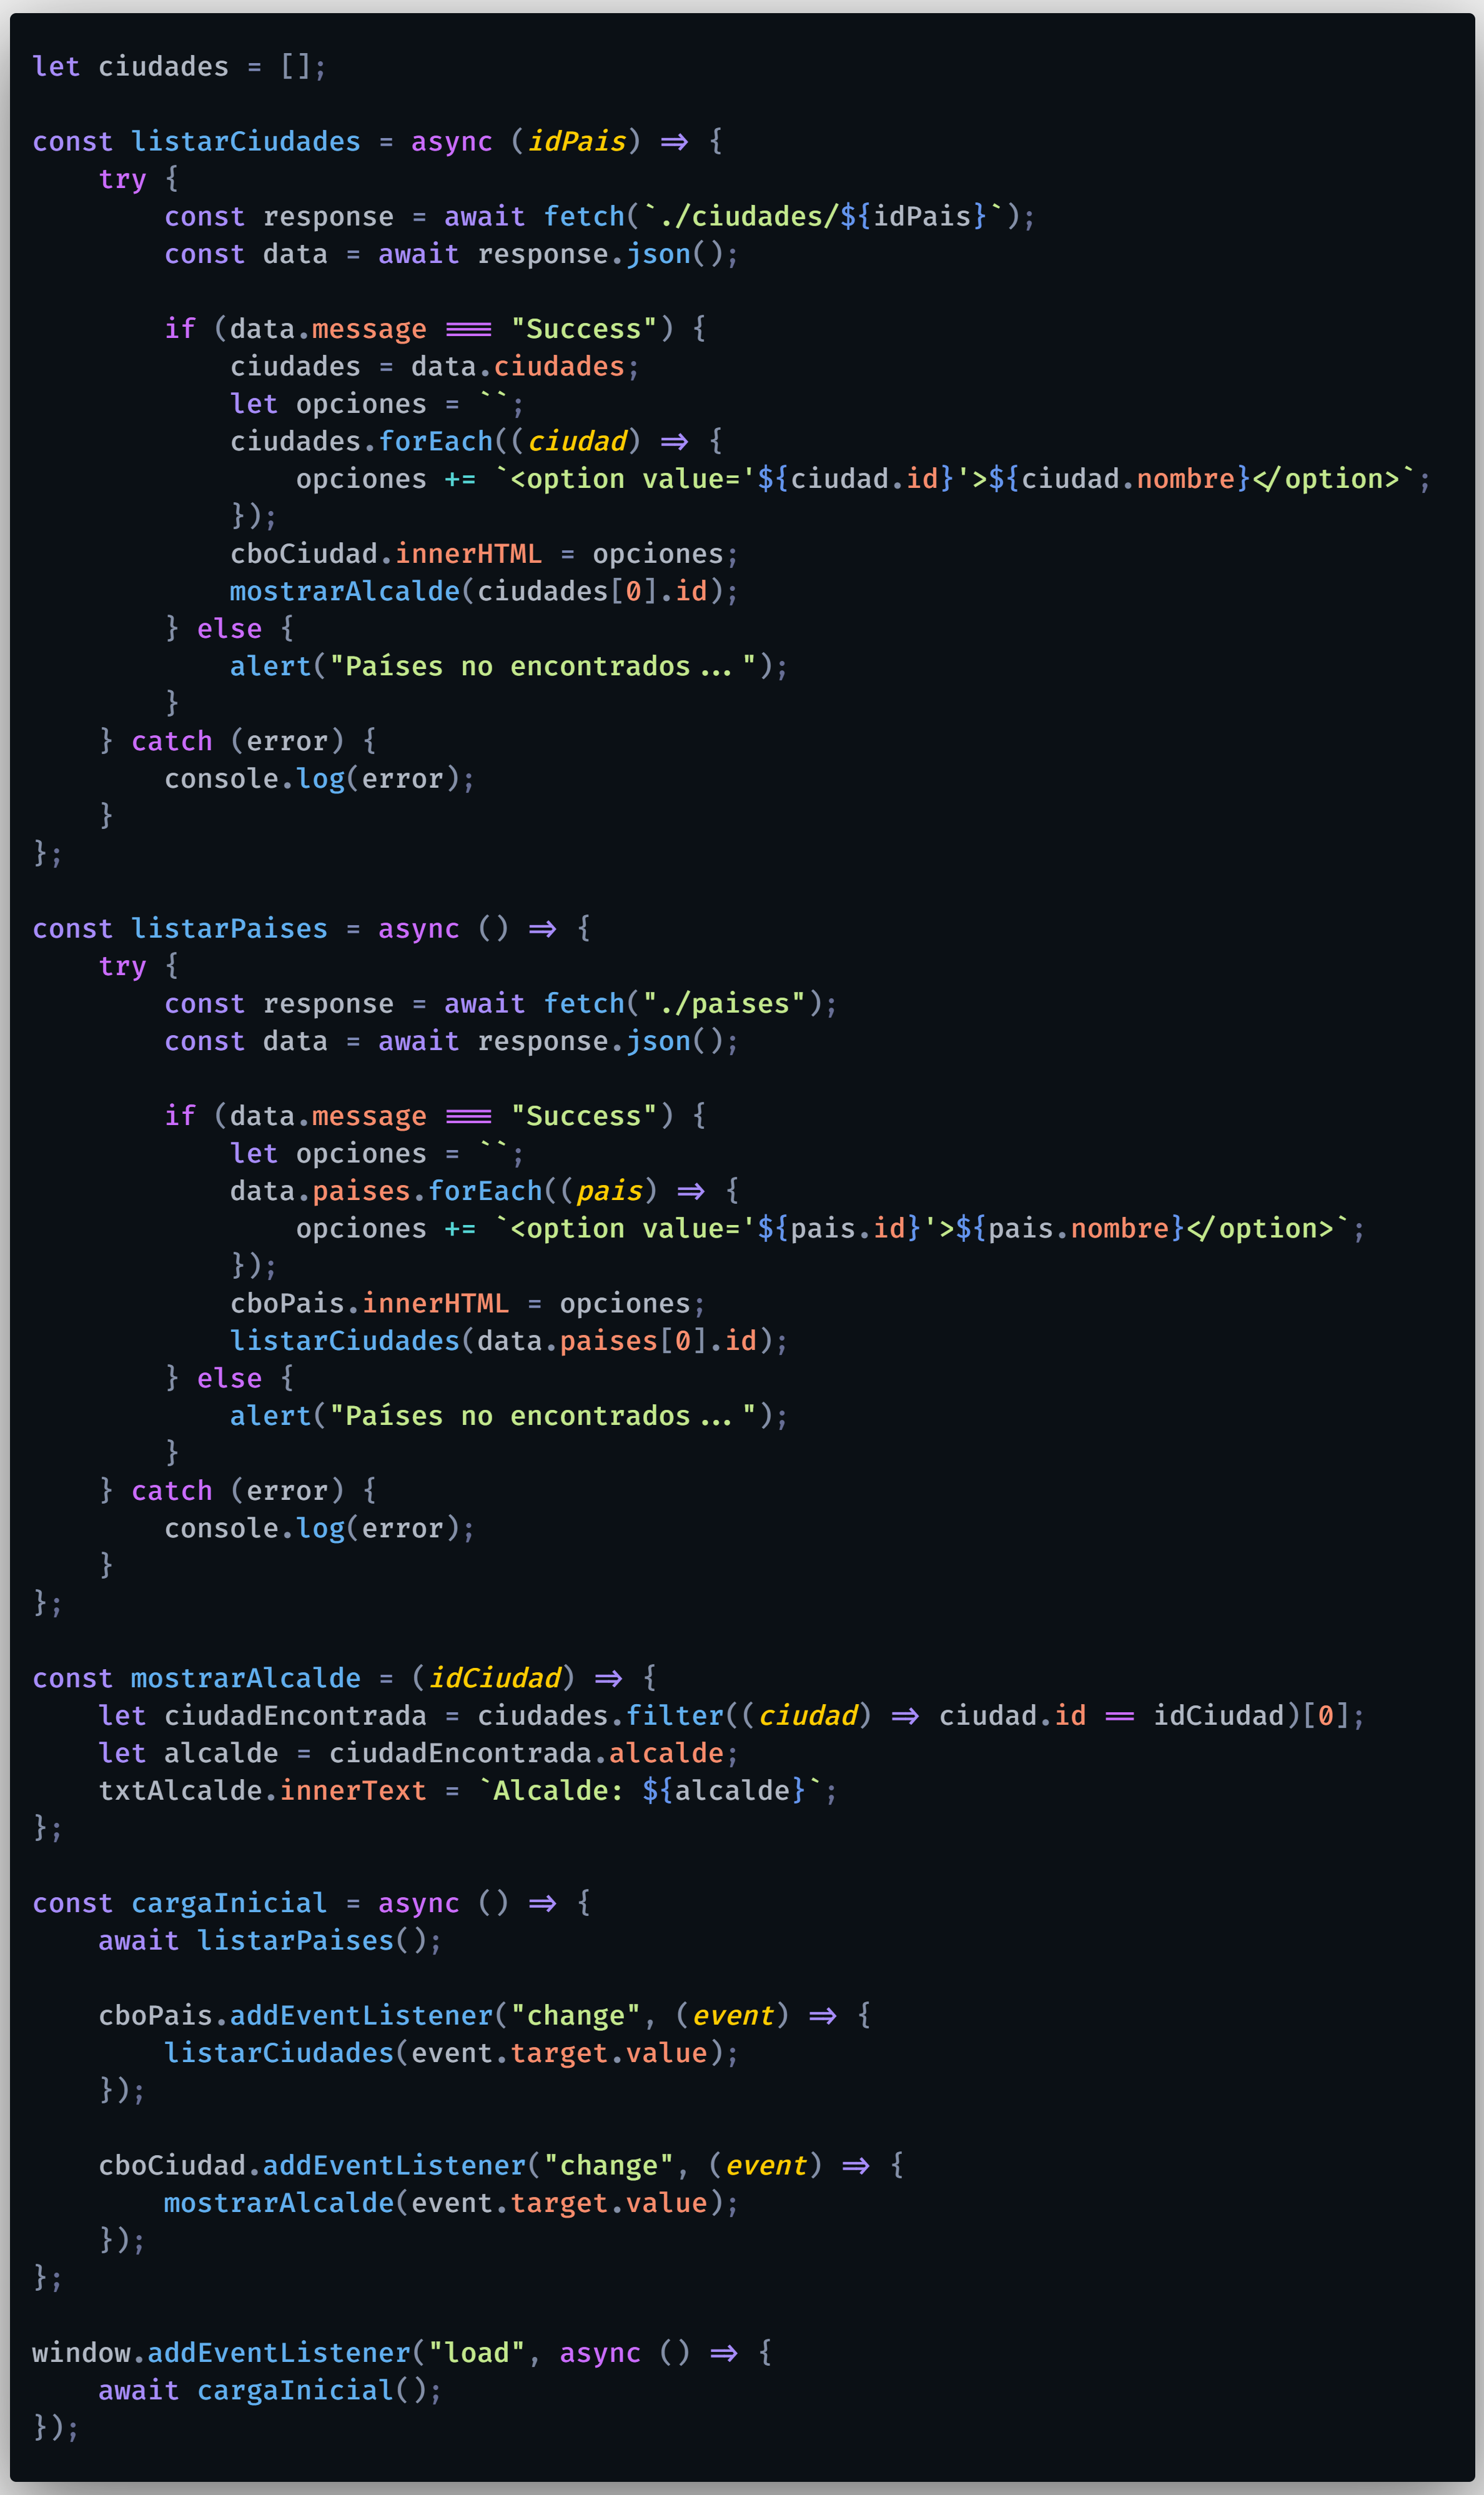 let ciudades = [];

const listarCiudades = async (idPais) => {
    try {
        const response = await fetch(`./ciudades/${idPais}`);
        const data = await response.json();

        if (data.message === "Success") {
            ciudades = data.ciudades;
            let opciones = ``;
            ciudades.forEach((ciudad) => {
                opciones += `<option value='${ciudad.id}'>${ciudad.nombre}</option>`;
            });
            cboCiudad.innerHTML = opciones;
            mostrarAlcalde(ciudades[0].id);
        } else {
            alert("Países no encontrados...");
        }
    } catch (error) {
        console.log(error);
    }
};

const listarPaises = async () => {
    try {
        const response = await fetch("./paises");
        const data = await response.json();

        if (data.message === "Success") {
            let opciones = ``;
            data.paises.forEach((pais) => {
                opciones += `<option value='${pais.id}'>${pais.nombre}</option>`;
            });
            cboPais.innerHTML = opciones;
            listarCiudades(data.paises[0].id);
        } else {
            alert("Países no encontrados...");
        }
    } catch (error) {
        console.log(error);
    }
};

const mostrarAlcalde = (idCiudad) => {
    let ciudadEncontrada = ciudades.filter((ciudad) => ciudad.id == idCiudad)[0];
    let alcalde = ciudadEncontrada.alcalde;
    txtAlcalde.innerText = `Alcalde: ${alcalde}`;
};

const cargaInicial = async () => {
    await listarPaises();

    cboPais.addEventListener("change", (event) => {
        listarCiudades(event.target.value);
    });

    cboCiudad.addEventListener("change", (event) => {
        mostrarAlcalde(event.target.value);
    });
};

window.addEventListener("load", async () => {
    await cargaInicial();
});